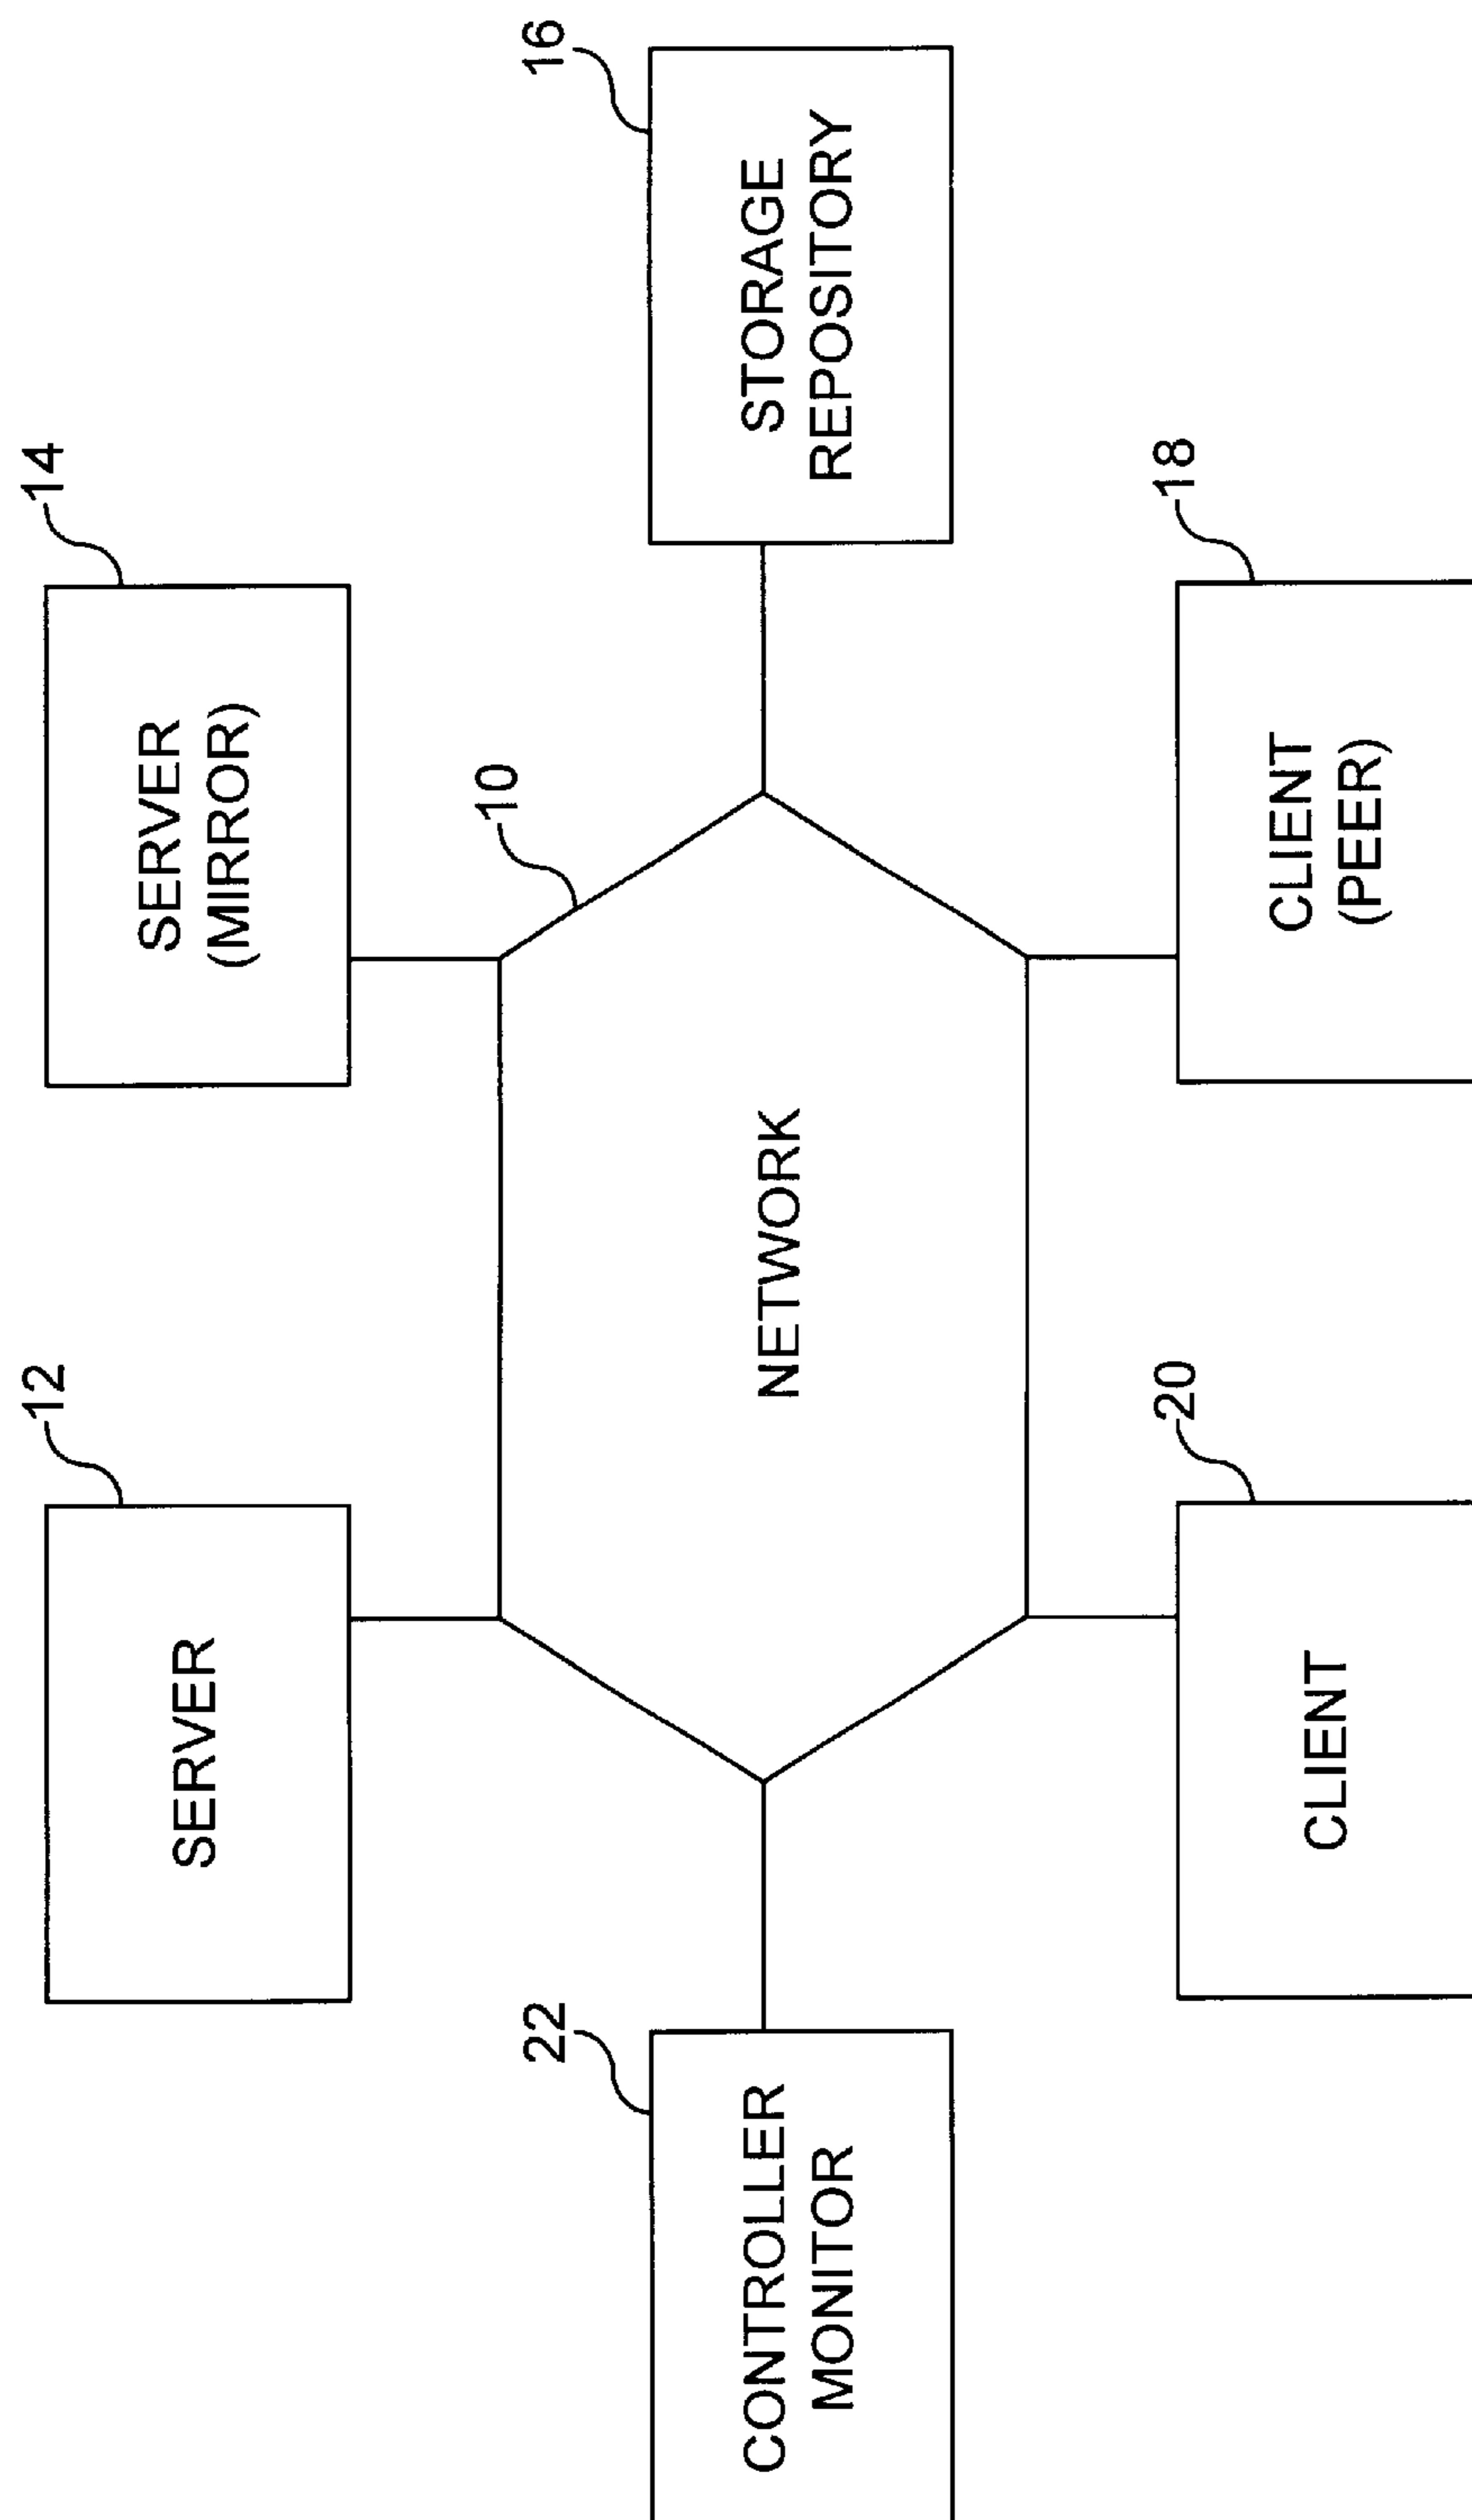 12
SERVER
14
SERVER
(MIRROR)
10
NETWORK
22
CONTROLLER
MONITOR
16
STORAGE
REPOSITORY
20
CLIENT
18
CLIENT
(PEER)